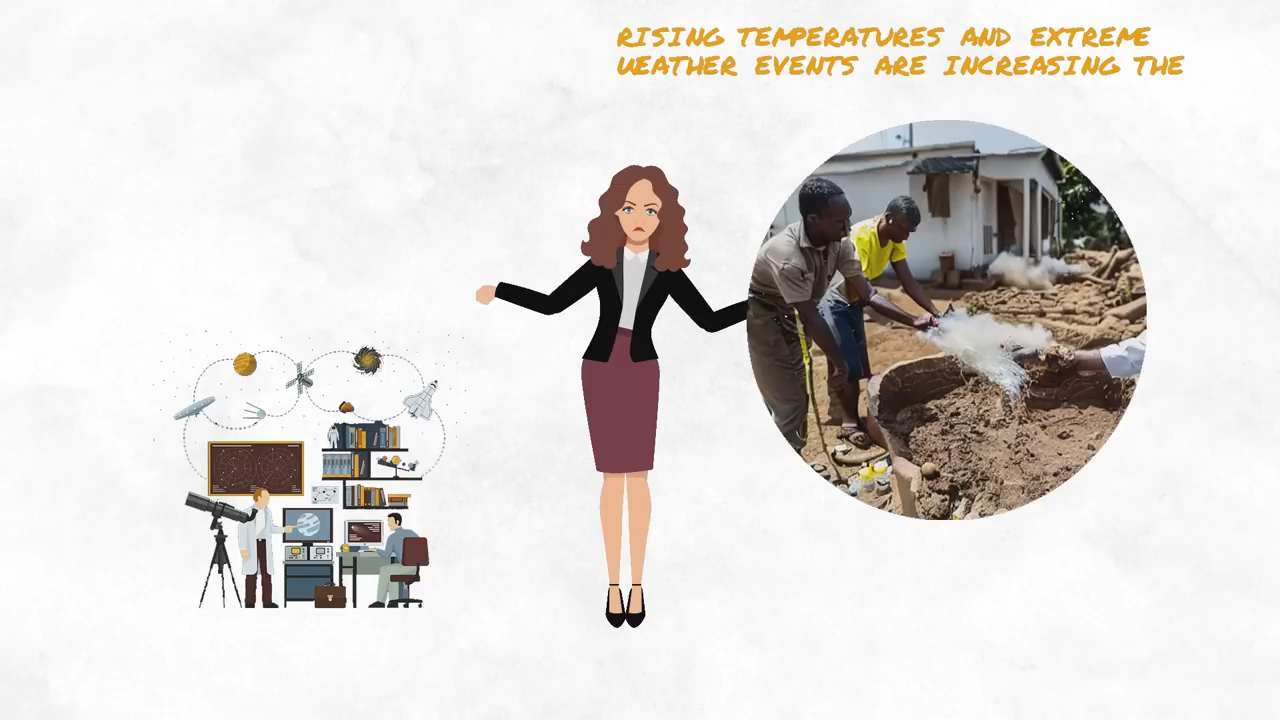 RISING TEMPERATURES AND EXTREME
WEATHER EVENTS ARE INCREASING THE